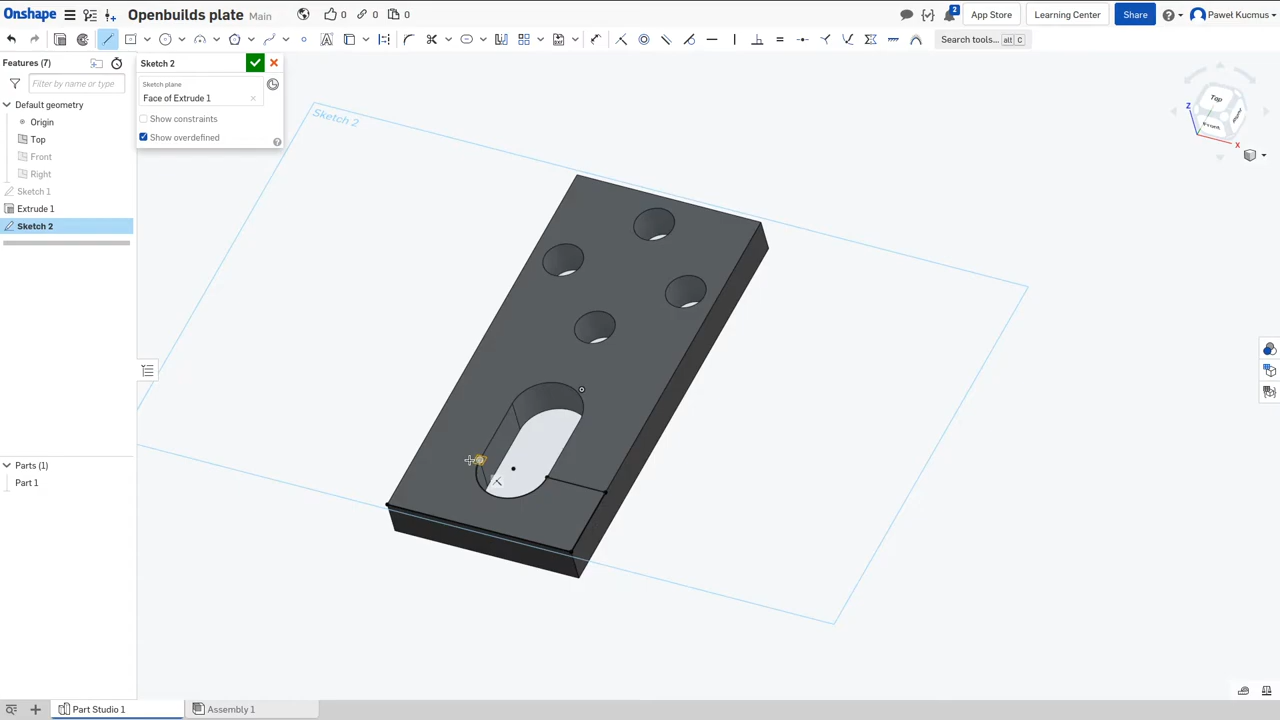 Onshape Openbuilds plate Main 0 0 0 App Store 2 Learning Center Share Paweł Kucmus
Search tools... alt C
Features (7) Sketch 2
Filter by name or type Sketch plane
Face of Extrude 1
Default geometry
Origin Show constraints
Top Show overdefined
Front
Right
Sketch 1
Extrude 1
Sketch 2
Sketch 2
Top
Front
Right
Z
X
Parts (1)
Part 1
Part Studio 1 Assembly 1